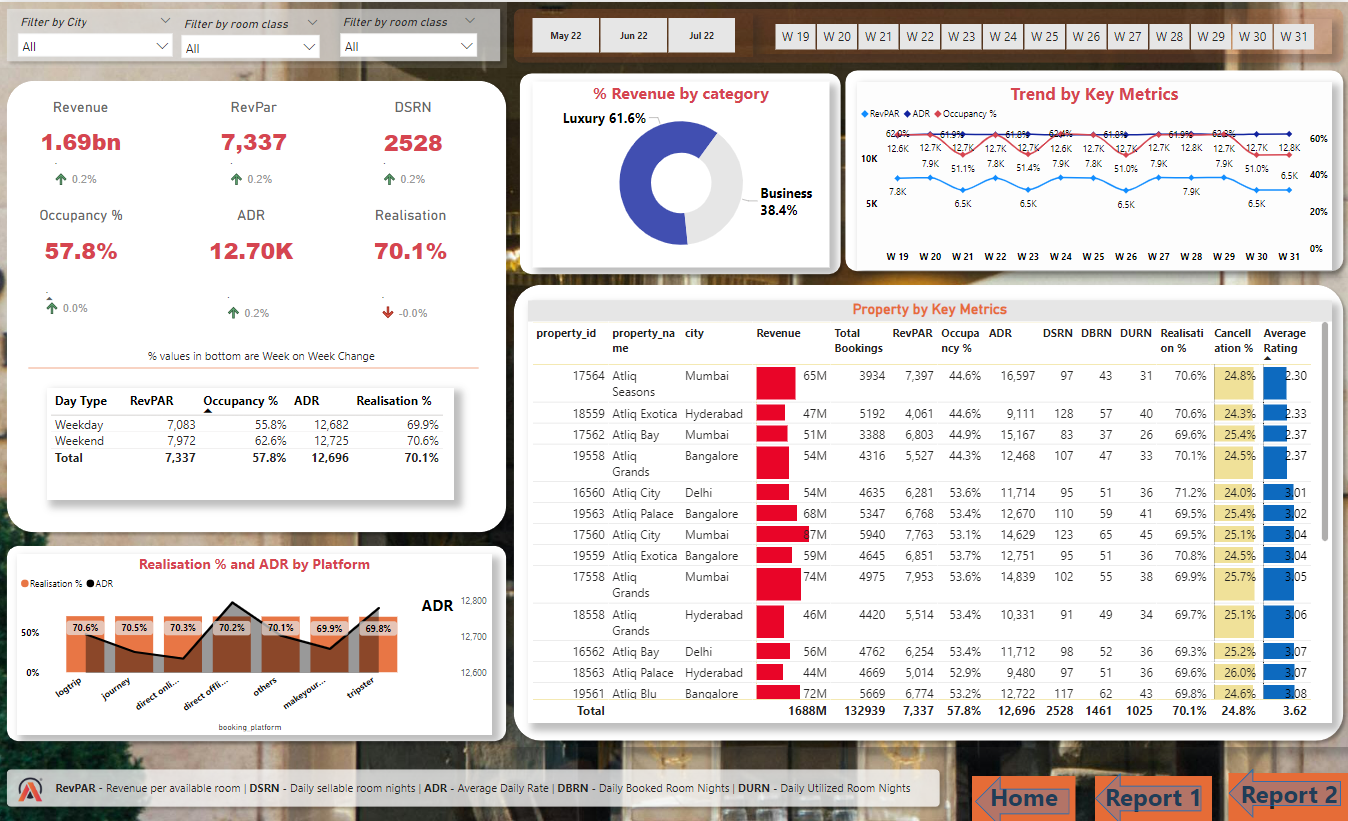 Filter by City
Filter by room class
Filter by room class
All
All
All
May 22
Jun 22
Jul 22
W 19 W 20 W 21 W 22 W 23 W 24 W 25 W 26 W 27 W 28 W 29 W 30 W 31
Revenue
RevPar
DSRN
1.69bn
7,337
2528
0.2%
0.2%
0.2%
Occupancy %
ADR
Realisation
57.8%
12.70K
70.1%
0.0%
0.2%
-0.0%
% values in bottom are Week on Week Change
Day Type RevPAR Occupancy % ADR Realisation %
Weekday 7,083 55.8% 12,682 69.9%
Weekend 7,972 62.6% 12,725 70.6%
Total 7,337 57.8% 12,696 70.1%
Realisation % and ADR by Platform
Realisation % ADR
ADR
12,800
12,700
12,600
50%
0%
70.6% 70.5% 70.3% 70.2% 70.1% 69.9% 69.8%
logtrip
journey
direct onli...
direct offli...
others
makeyour...
tripster
booking_platform
% Revenue by category
Luxury 61.6%
Business
38.4%
Trend by Key Metrics
RevPAR ADR Occupancy %
62.0% 61.9% 61.8% 62.4% 61.8% 61.9% 62.3%
12.6K 12.7K 12.7K 12.7K 12.7K 12.6K 12.7K 12.7K 12.7K 12.8K 12.7K 12.7K 12.8K
7.9K 7.8K 7.9K 7.8K 7.9K 7.9K
51.1% 51.4% 51.0% 51.0%
6.5K
7.8K 7.9K
6.5K 6.5K 6.5K 6.5K
10K
5K
60%
40%
20%
0%
W 19 W 20 W 21 W 22 W 23 W 24 W 25 W 26 W 27 W 28 W 29 W 30 W 31
Property by Key Metrics
property_id property_na city Revenue Total RevPAR Occupa ADR DSRN DBRN DURN Realisati Cancell Average
me Bookings ncy % on % ation % Rating
17564 Atliq Mumbai 65M 3934 7,397 44.6% 16,597 97 43 31 70.6% 24.8% 2.30
Seasons
18559 Atliq Exotica Hyderabad 47M 5192 4,061 44.6% 9,111 128 57 40 70.6% 24.3% 2.33
17562 Atliq Bay Mumbai 51M 3388 6,803 44.9% 15,167 83 37 26 69.6% 25.4% 2.37
19558 Atliq Bangalore 54M 4316 5,527 44.3% 12,468 107 47 33 70.1% 24.5% 2.37
Grands
16560 Atliq City Delhi 54M 4635 6,281 53.6% 11,714 95 51 36 71.2% 24.0% 3.01
19563 Atliq Palace Bangalore 68M 5347 6,768 53.4% 12,670 110 59 41 69.5% 25.4% 3.02
17560 Atliq City Mumbai 87M 5940 7,763 53.1% 14,629 123 65 45 69.5% 25.1% 3.04
19559 Atliq Exotica Bangalore 59M 4645 6,851 53.7% 12,751 95 51 36 70.8% 24.5% 3.04
17558 Atliq Mumbai 74M 4975 7,953 53.6% 14,839 102 55 38 69.9% 25.7% 3.05
Grands
18558 Atliq Hyderabad 46M 4420 5,514 53.4% 10,331 91 49 34 69.7% 25.1% 3.06
Grands
16562 Atliq Bay Delhi 56M 4762 6,254 53.4% 11,712 98 52 36 69.3% 25.2% 3.07
18563 Atliq Palace Hyderabad 44M 4669 5,014 52.9% 9,480 97 51 36 69.6% 26.0% 3.07
19561 Atliq Blu Bangalore 72M 5669 6,774 53.2% 12,722 117 62 43 69.8% 24.6% 3.08
Total 1688M 132939 7,337 57.8% 12,696 2528 1461 1025 70.1% 24.8% 3.62
RevPAR - Revenue per available room | DSRN - Daily sellable room nights | ADR - Average Daily Rate | DBRN - Daily Booked Room Nights | DURN - Daily Utilized Room Nights
Home
Report 1
Report 2